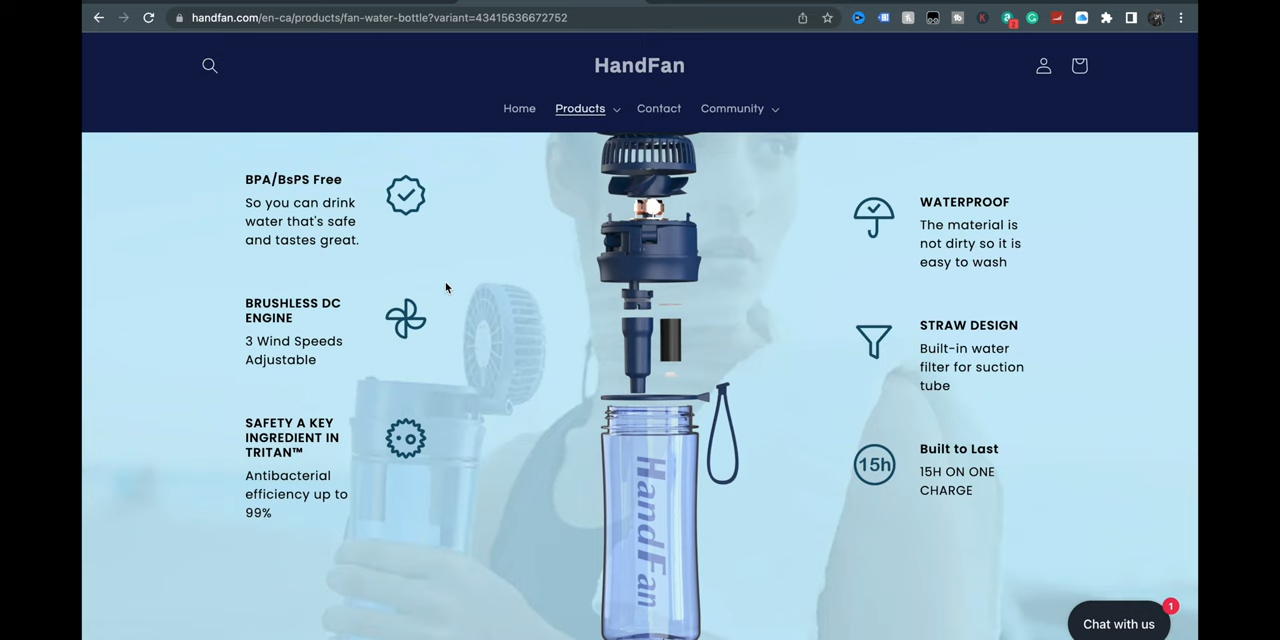 handfan.com/en-ca/products/fan-water-bottle?variant=43415636672752
2
HandFan
Home Products Contact Community
BPA/BsPS Free
So you can drink
water that's safe
and tastes great.
BRUSHLESS DC
ENGINE
3 Wind Speeds
Adjustable
SAFETY A KEY
INGREDIENT IN
TRITAN™
Antibacterial
efficiency up to
99%
HandFan
WATERPROOF
The material is
not dirty so it is
easy to wash
STRAW DESIGN
Built-in water
filter for suction
tube
15h
Built to Last
15H ON ONE
CHARGE
1
Chat with us